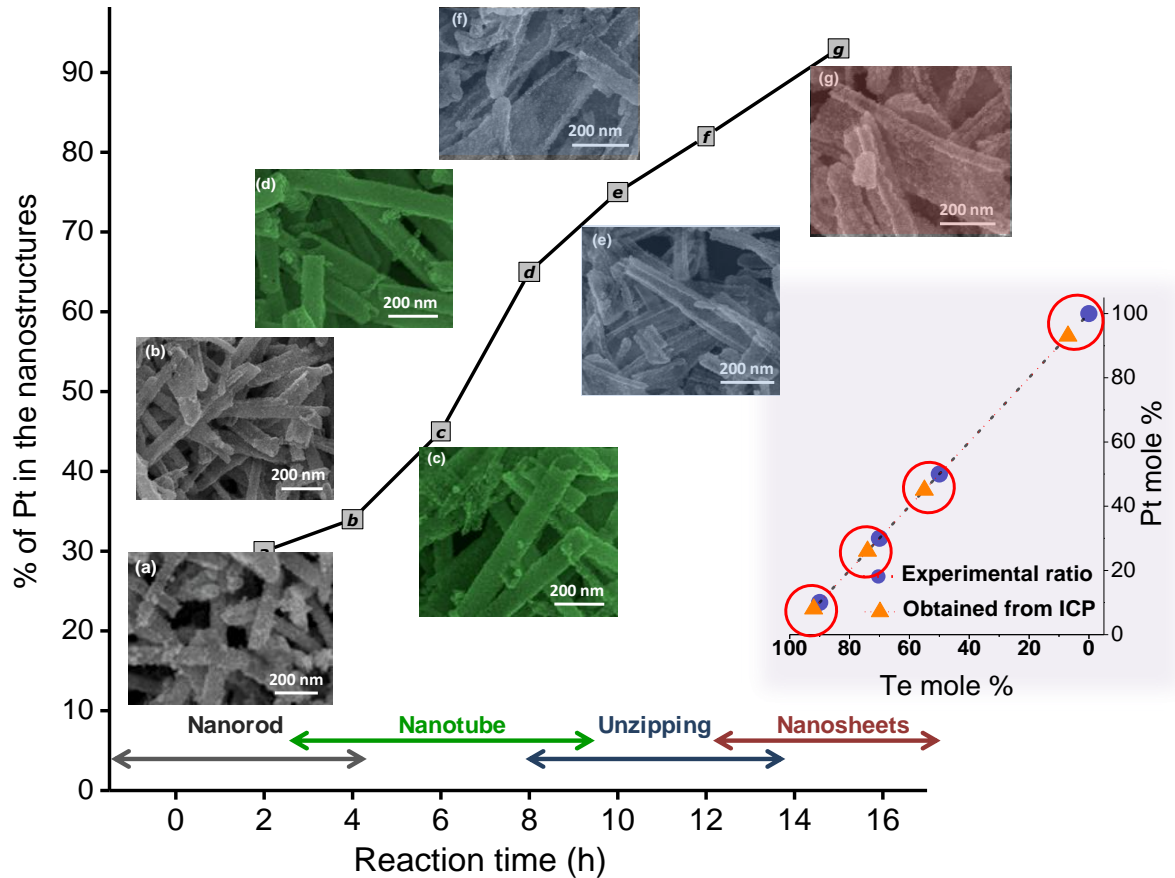 % of Pt in the nanostructures
90
80
70
60
50
40
30
20
10
0
0 2 4 6 8 10 12 14 16
Reaction time (h)
(f)
200 nm
(g)
200 nm
(d)
200 nm
(e)
200 nm
(b)
200 nm
(c)
200 nm
(a)
200 nm
g
f
e
d
c
b
a
Nanorod
Nanotube
Unzipping
Nanosheets
100
80
60
40
20
0
Pt mole %
Experimental ratio
Obtained from ICP
100 80 60 40 20 0
Te mole %